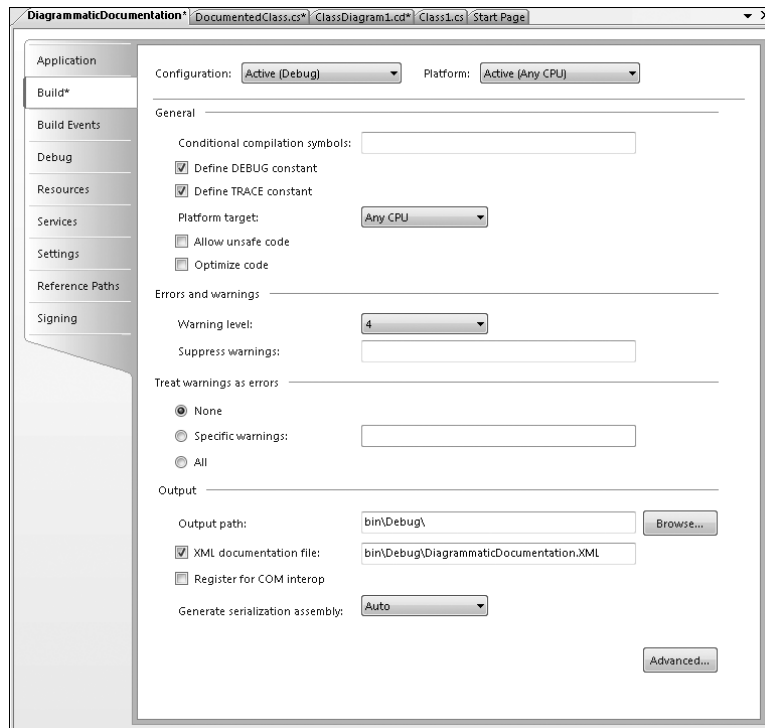 DiagrammaticDocumentation* DocumentedClass.cs* ClassDiagram1.cd* Class1.cs Start Page
Application
Build*
Build Events
Debug
Resources
Services
Settings
Reference Paths
Signing
Configuration: Active (Debug) Platform: Active (Any CPU)
General
Conditional compilation symbols:
Define DEBUG constant
Define TRACE constant
Platform target: Any CPU
Allow unsafe code
Optimize code
Errors and warnings
Warning level: 4
Suppress warnings:
Treat warnings as errors
None
Specific warnings:
All
Output
Output path: bin\Debug\ Browse...
XML documentation file: bin\Debug\DiagrammaticDocumentation.XML
Register for COM interop
Generate serialization assembly: Auto
Advanced...